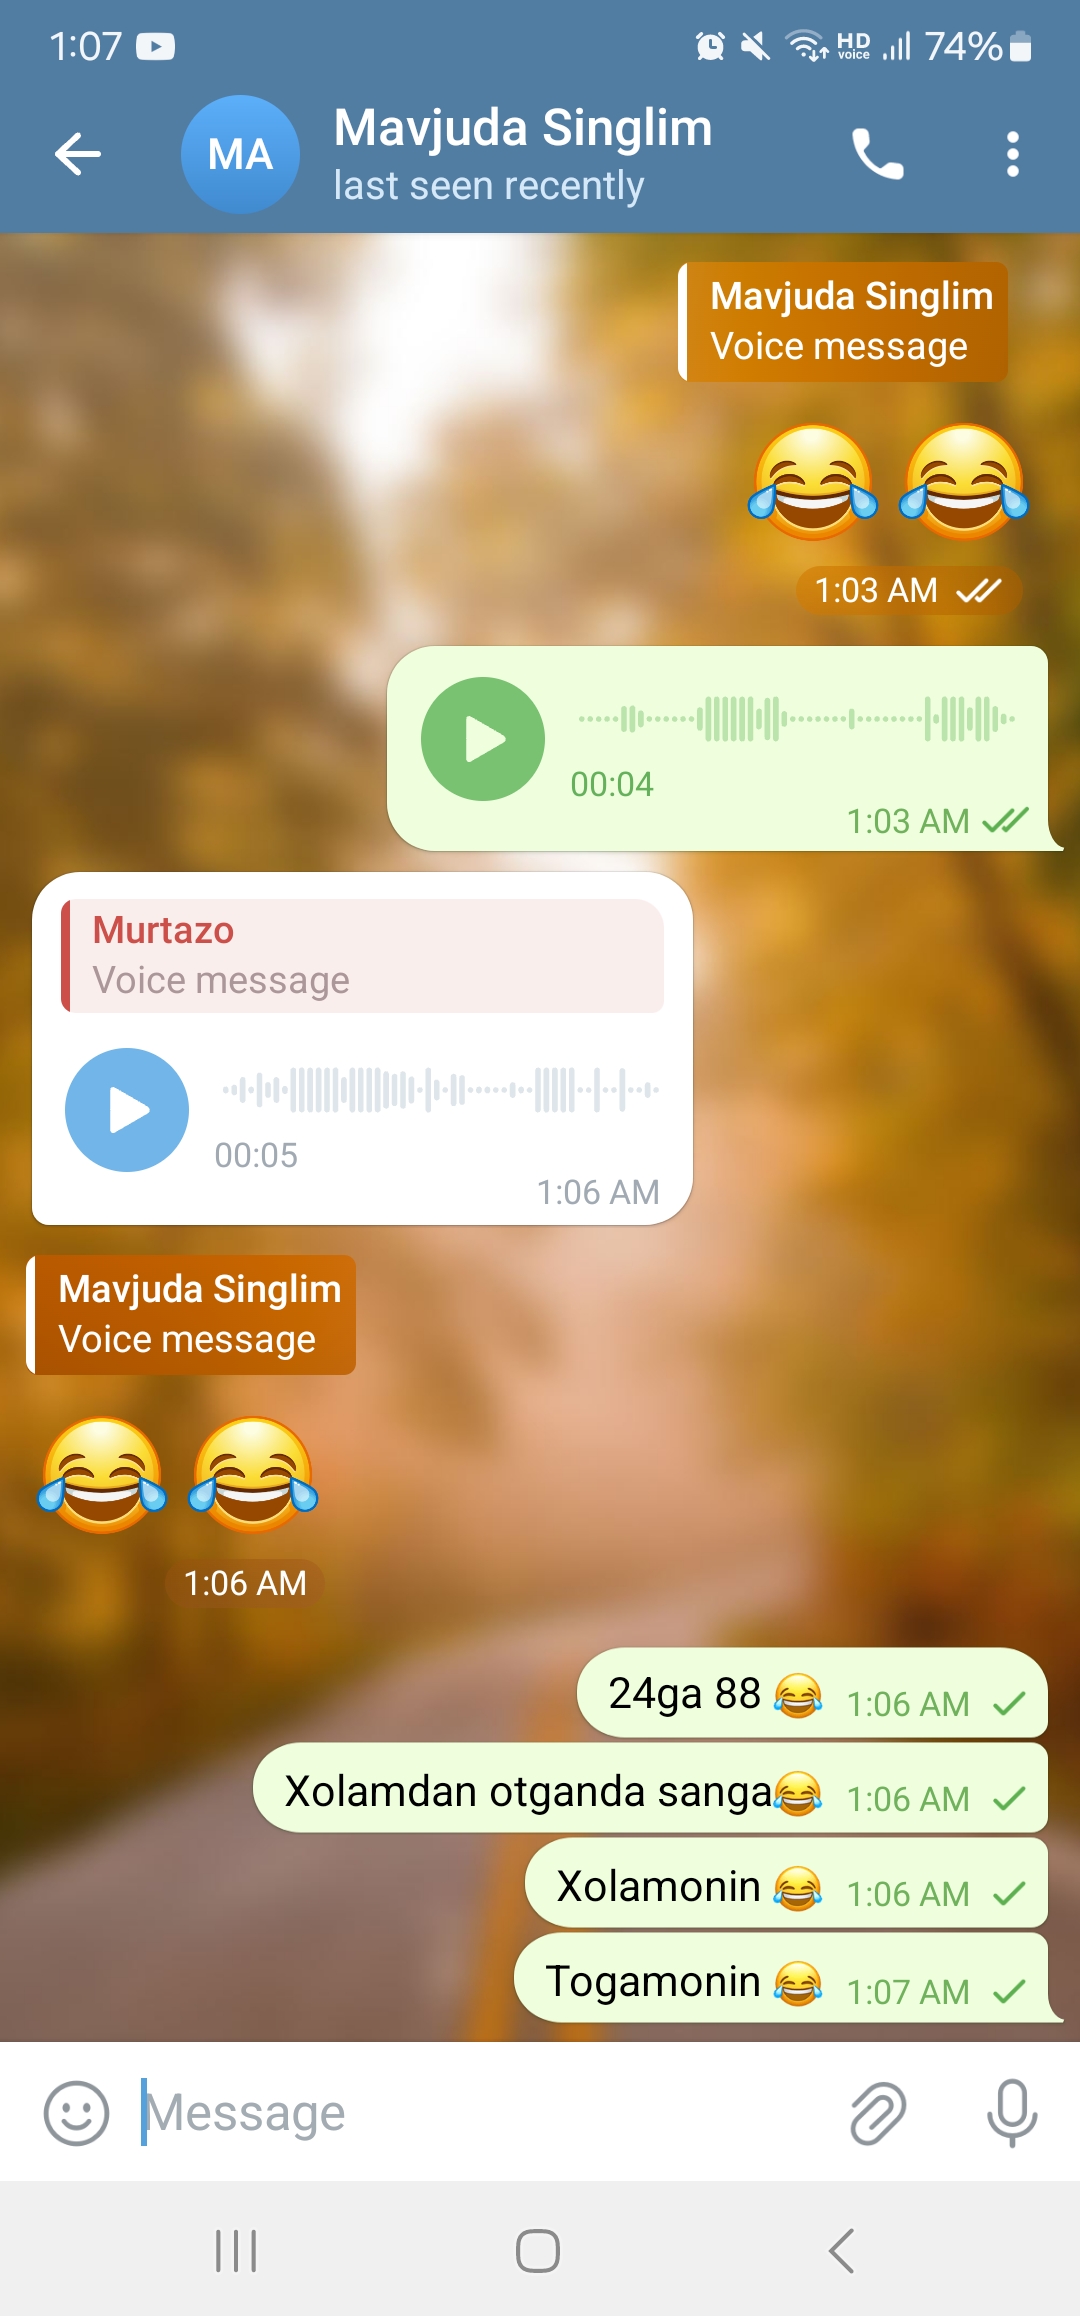 1:07
HD
voice
74%
MA
Mavjuda Singlim
last seen recently
Mavjuda Singlim
Voice message
😂 😂
1:03 AM
00:04
1:03 AM
Murtazo
Voice message
00:05
1:06 AM
Mavjuda Singlim
Voice message
😂 😂
1:06 AM
24ga 88 😂 1:06 AM
Xolamdan otganda sanga😂 1:06 AM
Xolamonin 😂 1:06 AM
Togamonin 😂 1:07 AM
Message